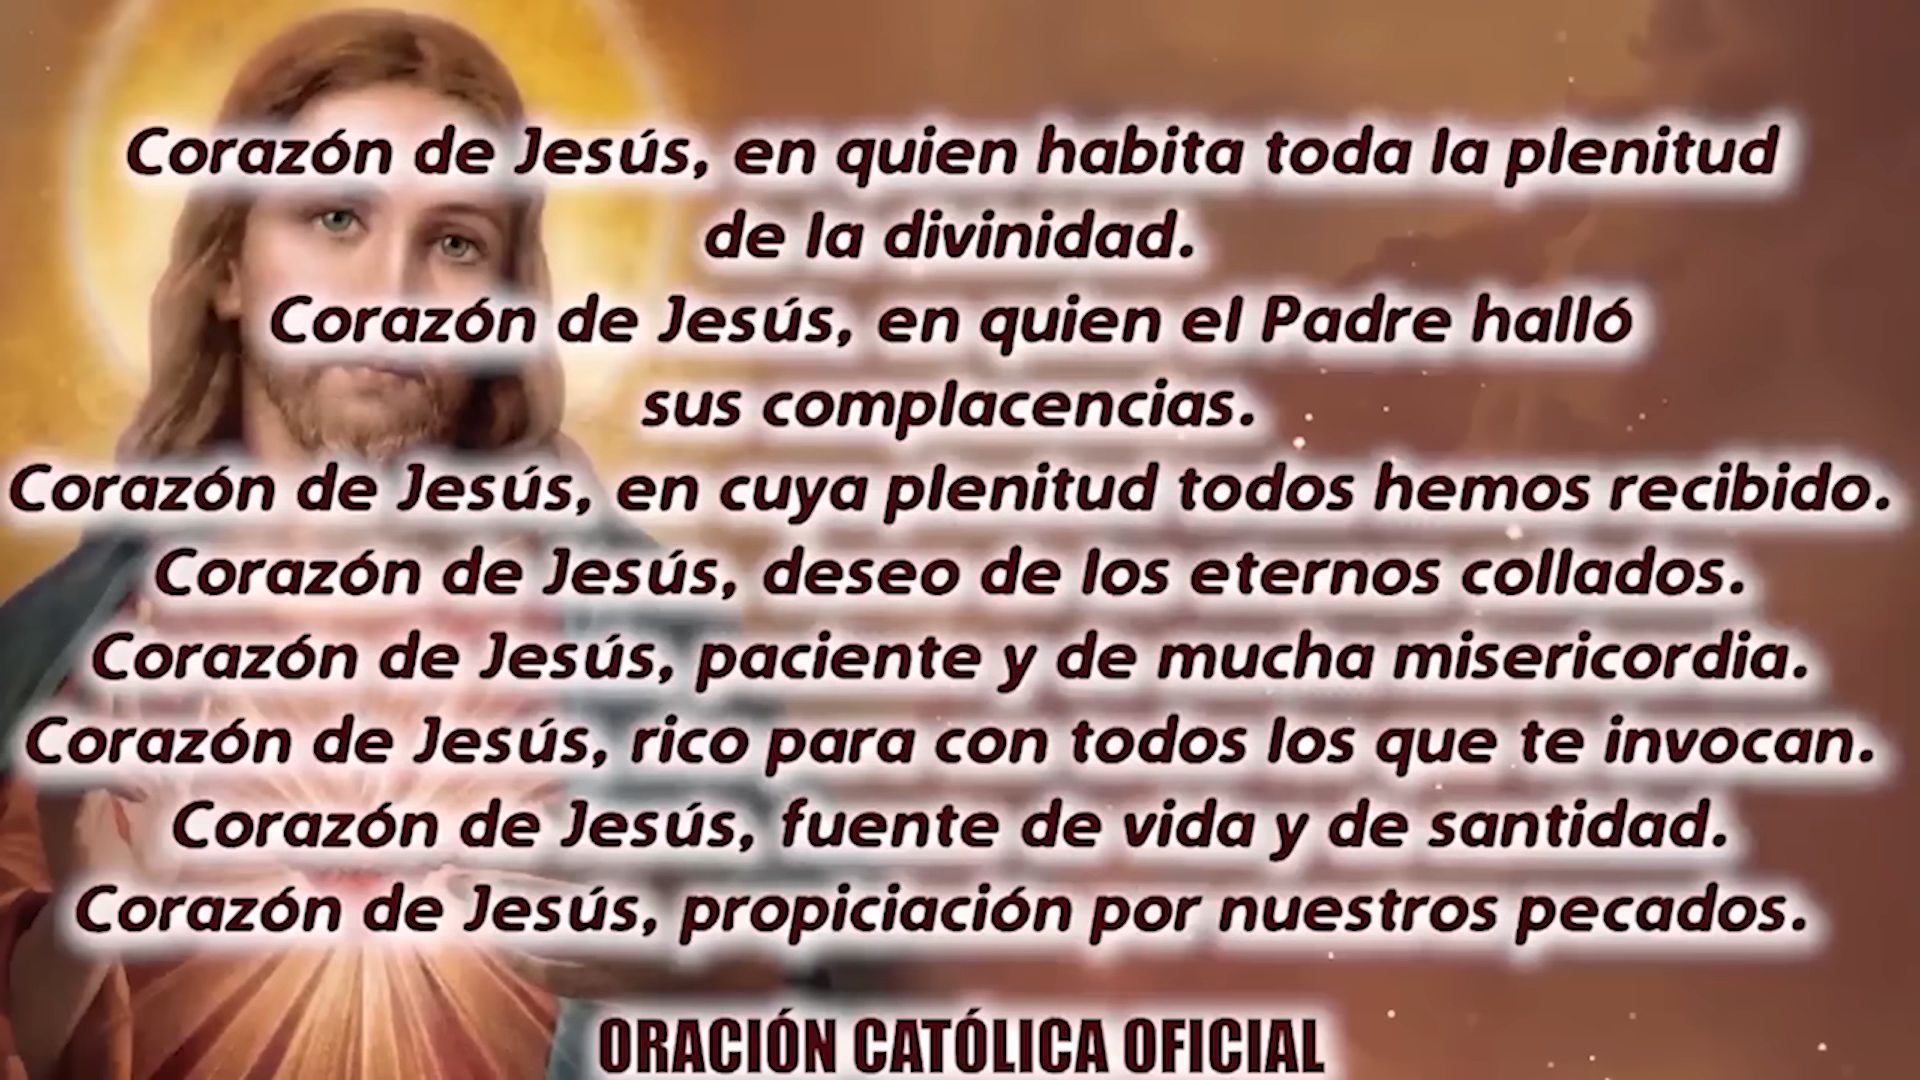 Corazón de Jesús, en quien habita toda la plenitud
de la divinidad.
Corazón de Jesús, en quien el Padre halló
sus complacencias.
Corazón de Jesús, en cuya plenitud todos hemos recibido.
Corazón de Jesús, deseo de los eternos collados.
Corazón de Jesús, paciente y de mucha misericordia.
Corazón de Jesús, rico para con todos los que te invocan.
Corazón de Jesús, fuente de vida y de santidad.
Corazón de Jesús, propiciación por nuestros pecados.
ORACIÓN CATÓLICA OFICIAL